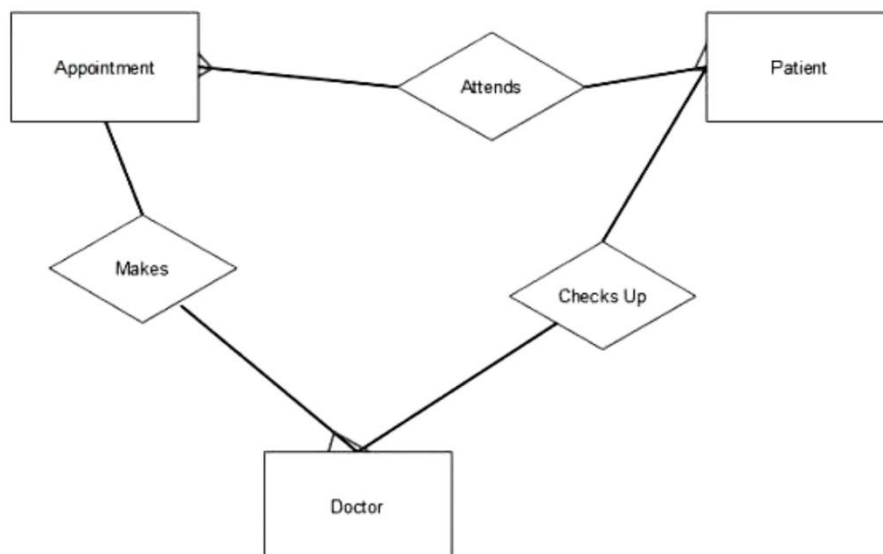 Appointment
Attends
Patient
Makes
Checks Up
Doctor